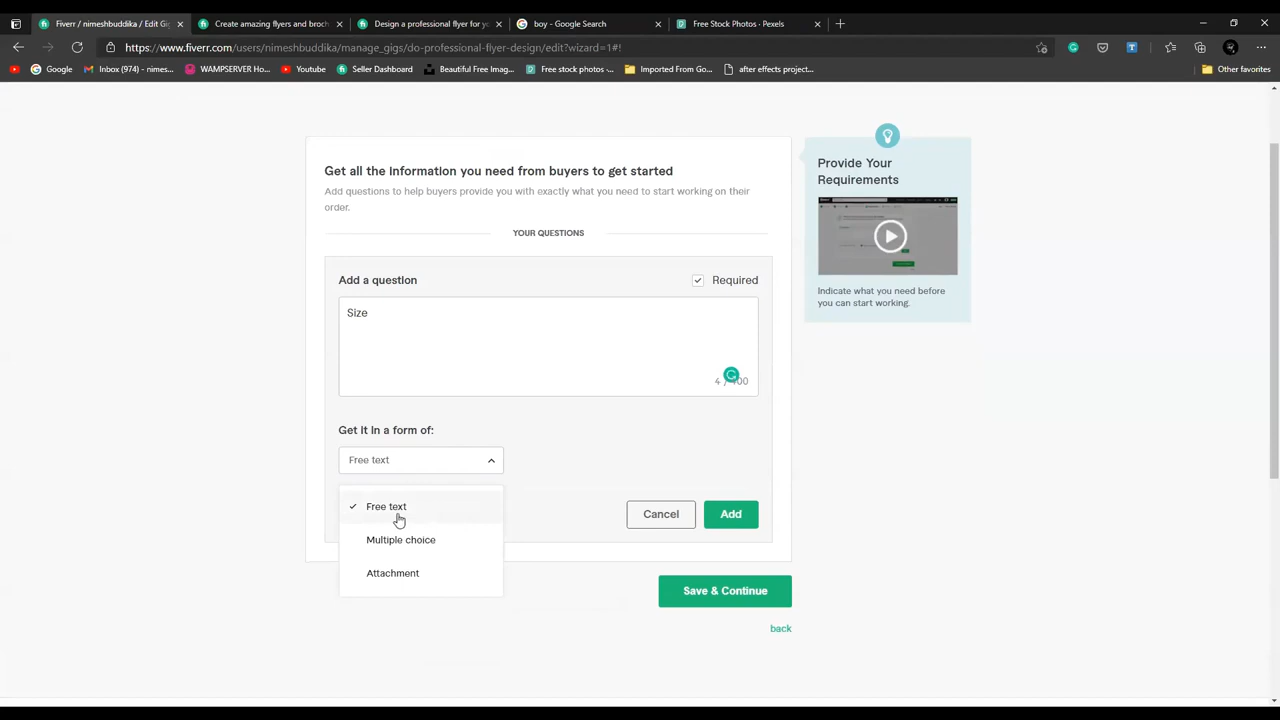 Fiverr / nimeshbuddika / Edit Gig
Create amazing flyers and broch
Design a professional flyer for yo
boy - Google Search
Free Stock Photos - Pexels
https://www.fiverr.com/users/nimeshbuddika/manage_gigs/do-professional-flyer-design/edit?wizard=1#!
Google
Inbox (974) - nimes...
WAMPSERVER Ho...
Youtube
Seller Dashboard
Beautiful Free Imag...
Free stock photos -...
Imported From Go...
after effects project...
Other favorites
Get all the information you need from buyers to get started
Add questions to help buyers provide you with exactly what you need to start working on their
order.
YOUR QUESTIONS
Add a question
Required
Size
4 / 400
Get it in a form of:
Free text
Free text
Multiple choice
Attachment
Cancel
Add
Save & Continue
back
Provide Your
Requirements
Indicate what you need before
you can start working.